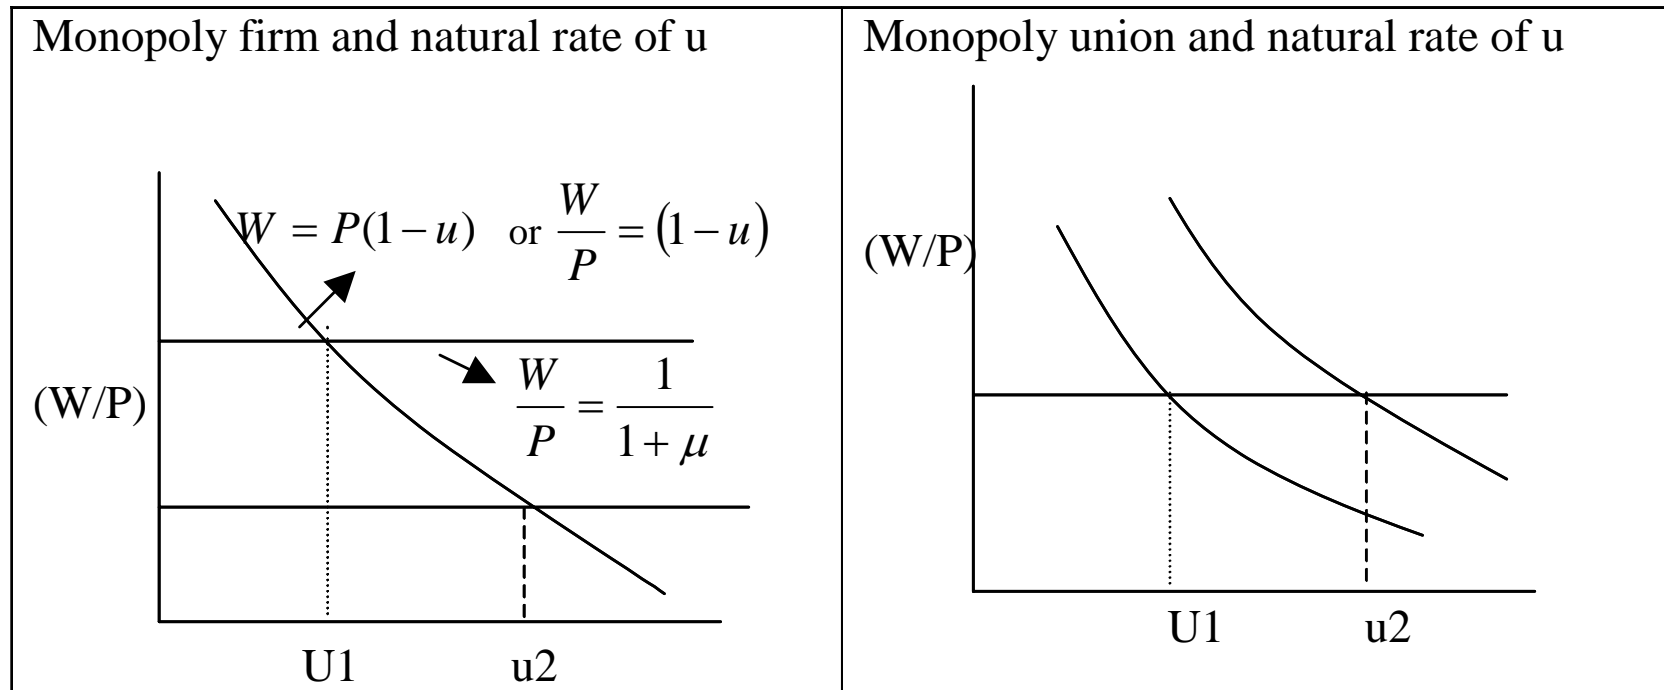 Monopoly firm and natural rate of u
W = P(1 − u) or W/P = (1 − u)
W/P = 1/(1 + μ)
(W/P)
U1 u2
Monopoly union and natural rate of u
(W/P)
U1 u2